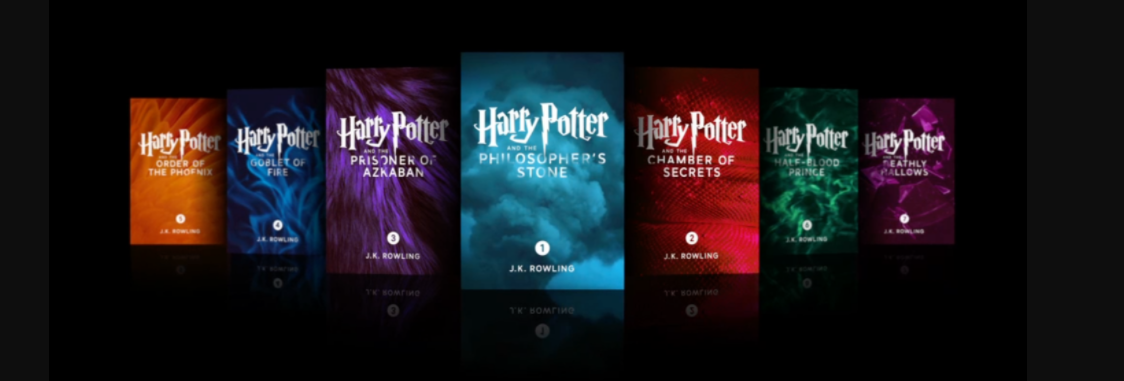 Harry Potter
AND THE
ORDER OF
THE PHOENIX
5
J.K. ROWLING
Harry Potter
AND THE
GOBLET OF
FIRE
4
J.K. ROWLING
Harry Potter
AND THE
PRISONER OF
AZKABAN
3
J.K. ROWLING
Harry Potter
AND THE
PHILOSOPHER'S
STONE
1
J.K. ROWLING
Harry Potter
AND THE
CHAMBER OF
SECRETS
2
J.K. ROWLING
Harry Potter
AND THE
HALF-BLOOD
PRINCE
6
J.K. ROWLING
Harry Potter
AND THE
DEATHLY
HALLOWS
7
J.K. ROWLING